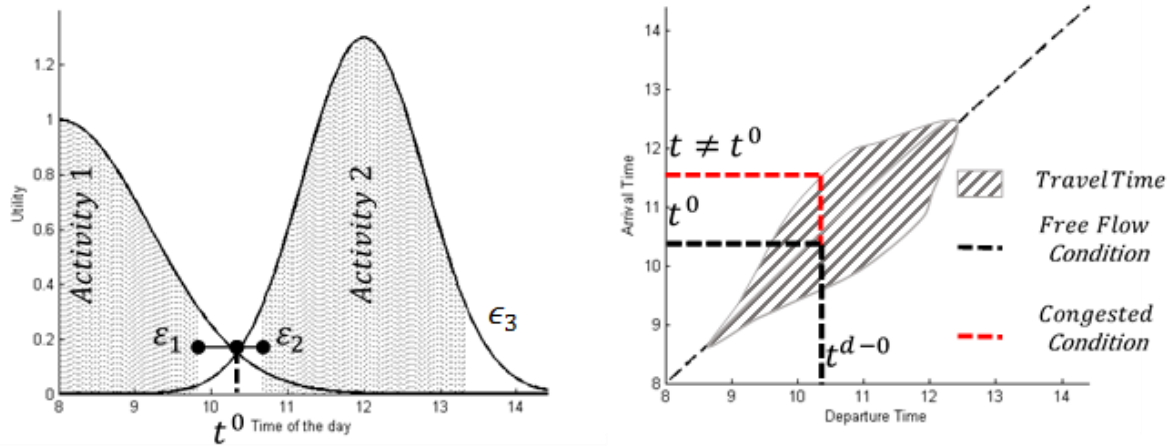 Utility
1.2
1
0.8
0.6
0.4
0.2
0
Activity 1
Activity 2
ε₁
ε₂
ϵ₃
8
9
10
11
12
13
14
t⁰
Time of the day
Arrival Time
14
13
12
11
10
9
8
t ≠ t⁰
t⁰
t^{d-0}
8
9
10
11
12
13
14
Departure Time
Travel Time
Free Flow
Condition
Congested
Condition